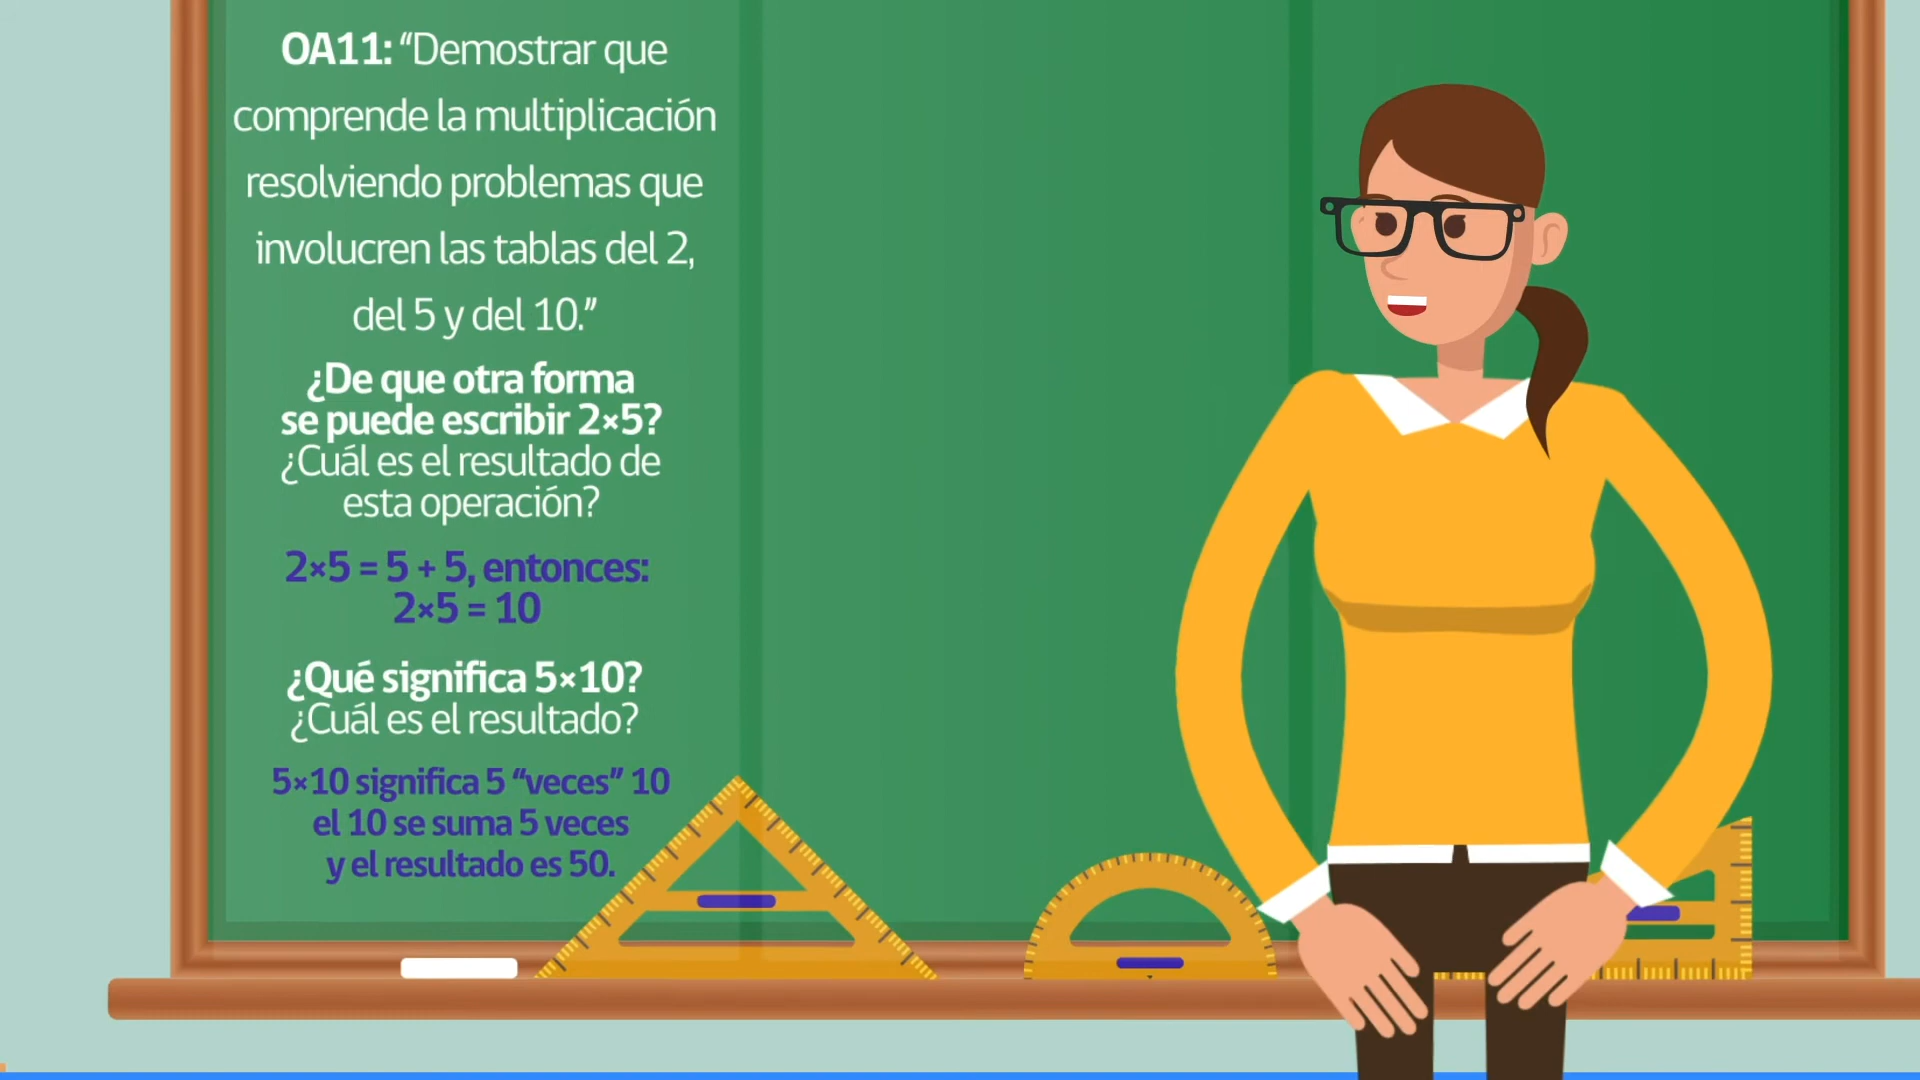 OA11: “Demostrar que
comprende la multiplicación
resolviendo problemas que
involucren las tablas del 2,
del 5 y del 10.”
¿De que otra forma
se puede escribir 2×5?
¿Cuál es el resultado de
esta operación?
2×5 = 5 + 5, entonces:
2×5 = 10
¿Qué significa 5×10?
¿Cuál es el resultado?
5×10 significa 5 “veces” 10
el 10 se suma 5 veces
y el resultado es 50.